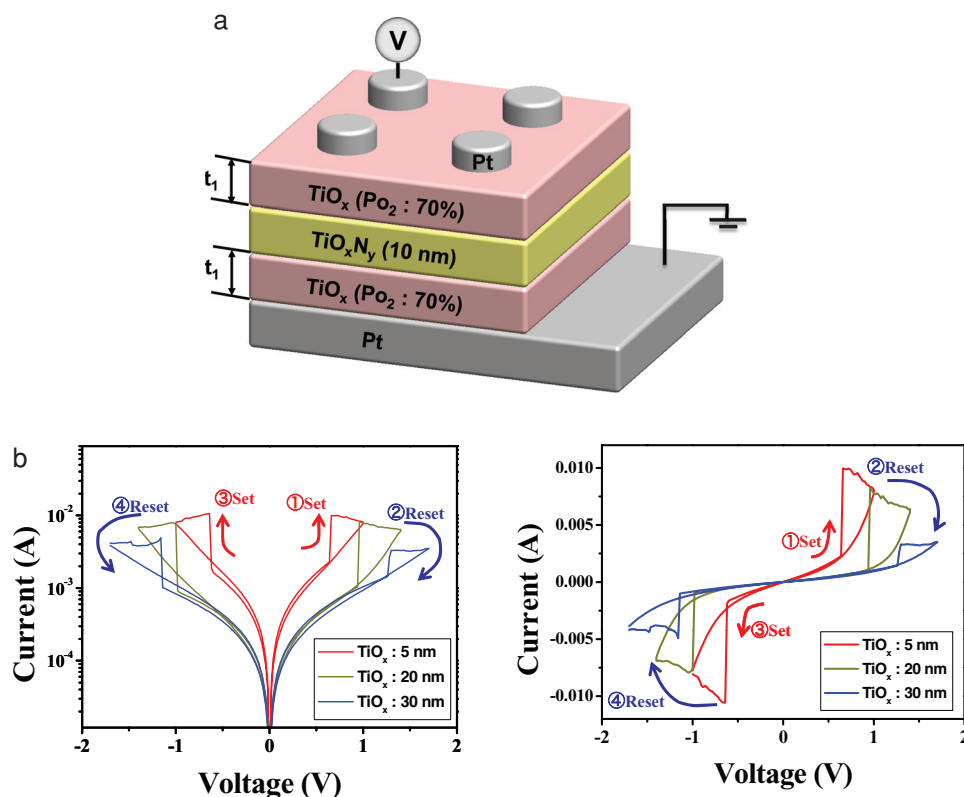 a
V
Pt
t₁
TiOₓ (Po₂ : 70%)
TiOₓNᵧ (10 nm)
t₁
TiOₓ (Po₂ : 70%)
Pt
b
Current (A)
10⁻²
10⁻³
10⁻⁴
④Reset
③Set
①Set
②Reset
TiOₓ : 5 nm
TiOₓ : 20 nm
TiOₓ : 30 nm
-2 -1 0 1 2
Voltage (V)
Current (A)
0.010
0.005
0.000
-0.005
-0.010
②Reset
①Set
③Set
④Reset
TiOₓ : 5 nm
TiOₓ : 20 nm
TiOₓ : 30 nm
-2 -1 0 1 2
Voltage (V)